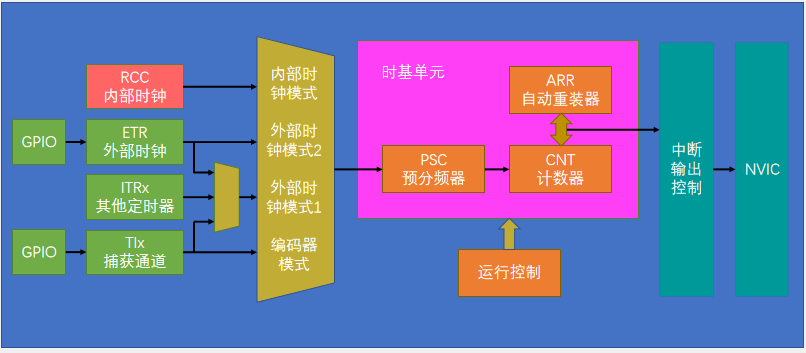 RCC
内部时钟
GPIO
ETR
外部时钟
ITRx
其他定时器
GPIO
TIx
捕获通道
内部时
钟模式
外部时
钟模式2
外部时
钟模式1
编码器
模式
时基单元
PSC
预分频器
ARR
自动重装器
CNT
计数器
运行控制
中断
输出
控制
NVIC